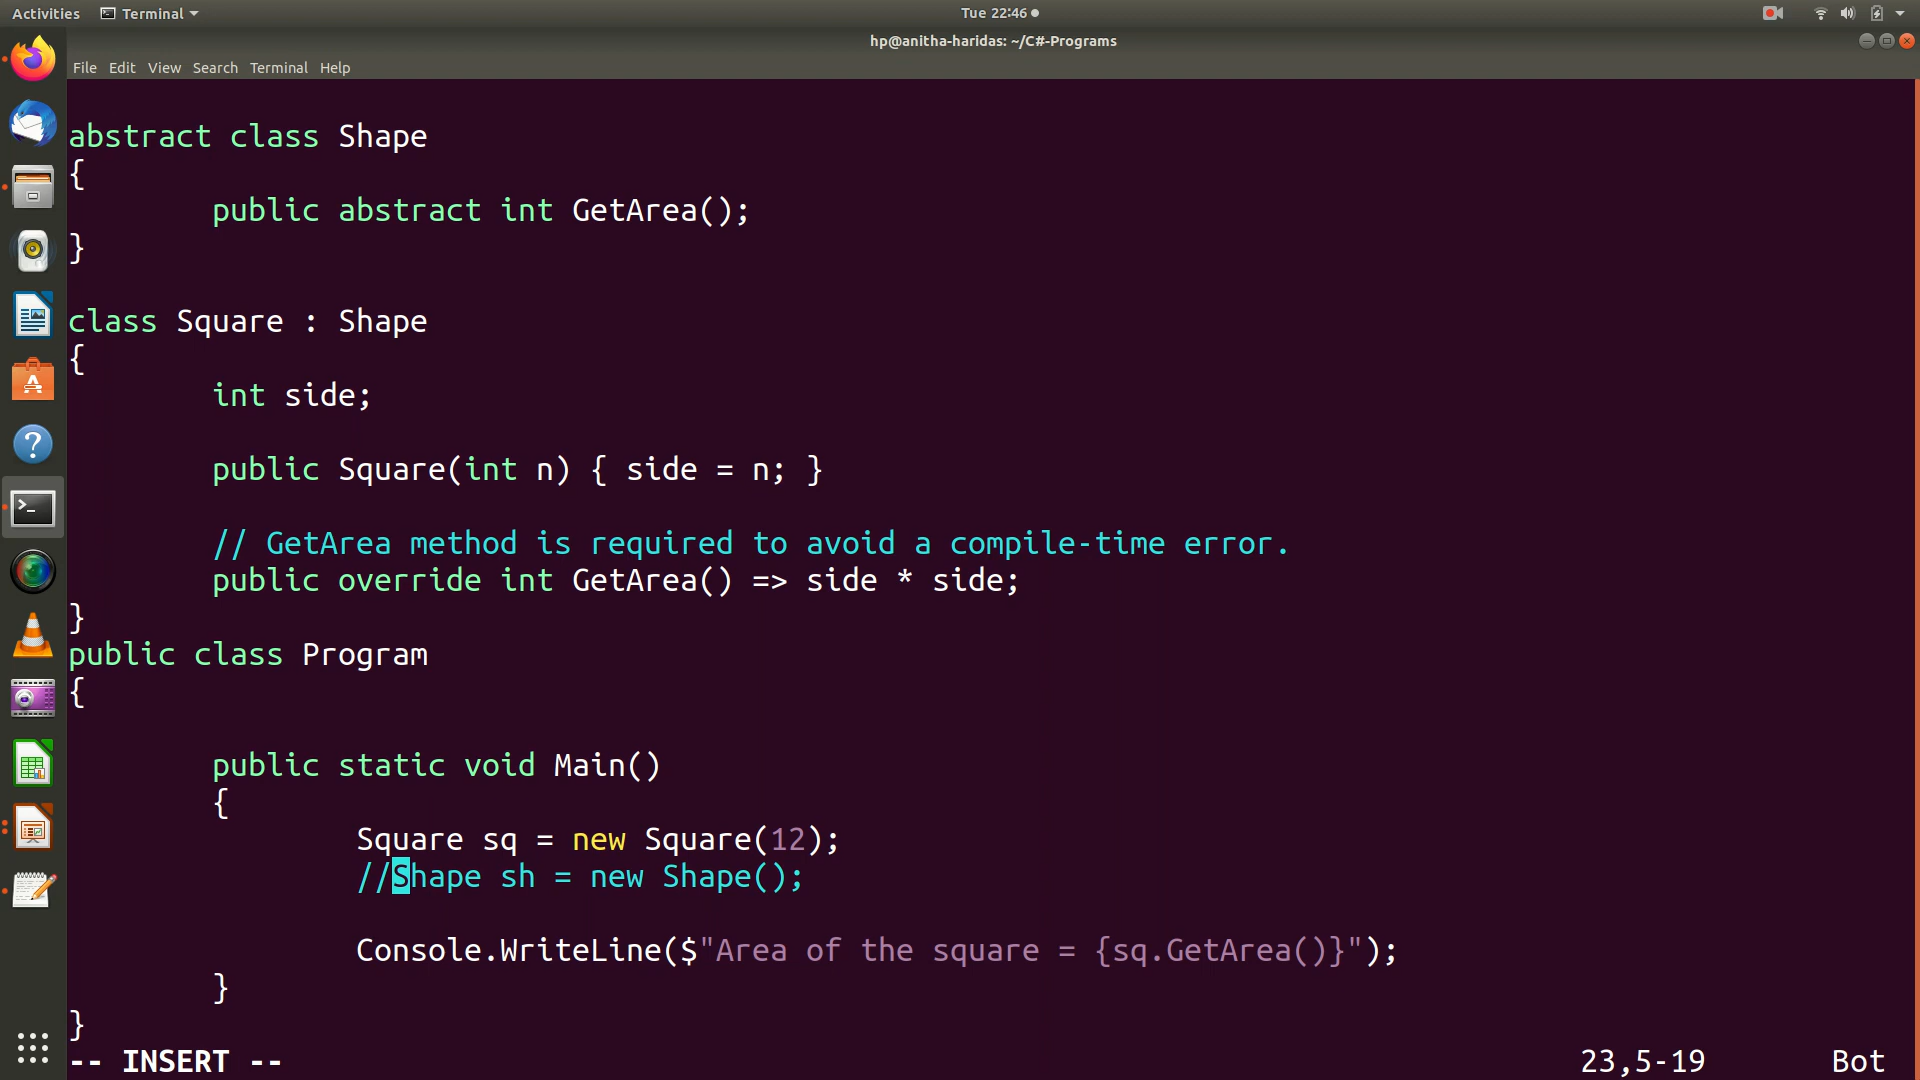 Activities Terminal Tue 22:46
hp@anitha-haridas: ~/C#-Programs
File Edit View Search Terminal Help
abstract class Shape
{
public abstract int GetArea();
}
class Square : Shape
{
int side;
public Square(int n) { side = n; }
// GetArea method is required to avoid a compile-time error.
public override int GetArea() => side * side;
}
public class Program
{
public static void Main()
{
Square sq = new Square(12);
//Shape sh = new Shape();
Console.WriteLine($"Area of the square = {sq.GetArea()}");
}
}
-- INSERT -- 23,5-19 Bot